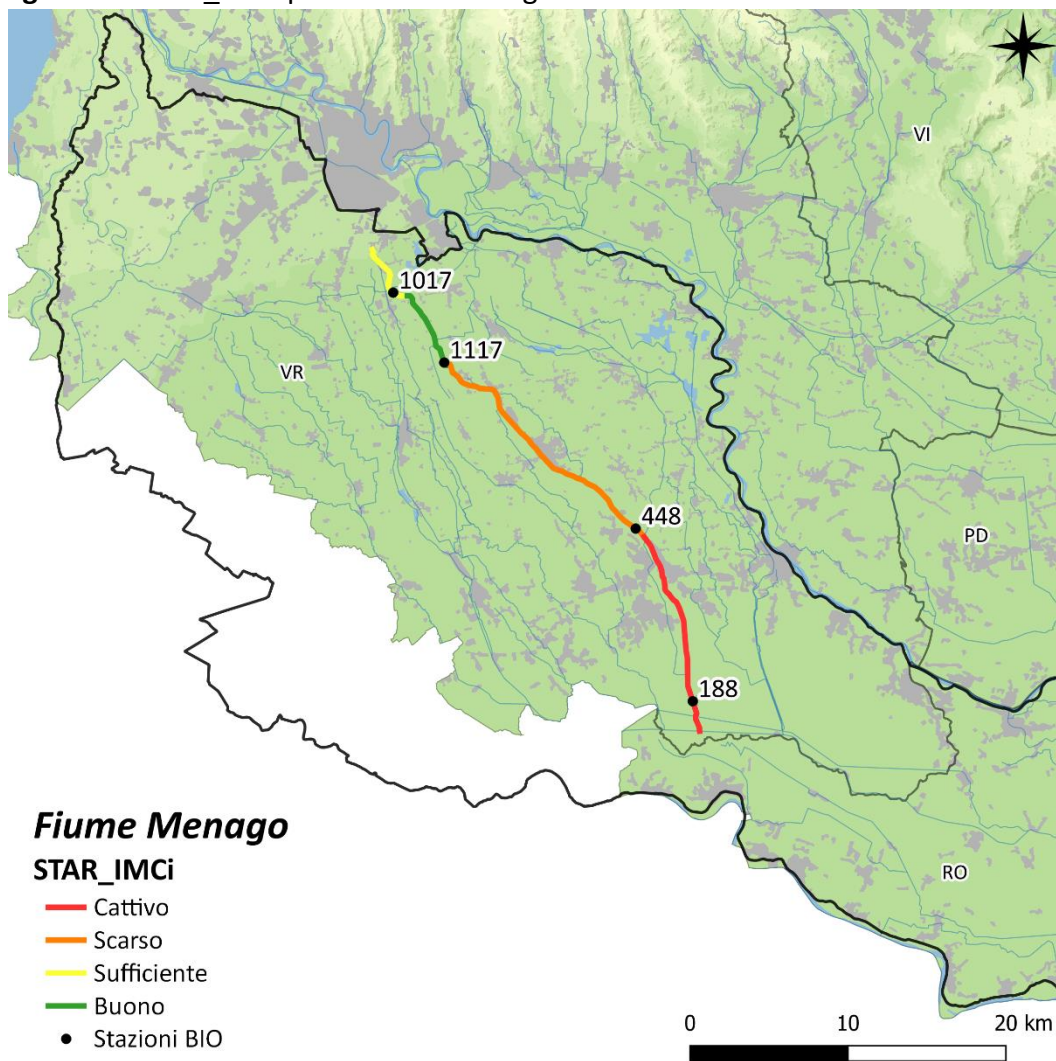 VI
1017
1117
VR
448
PD
188
RO
Fiume Menago
STAR_IMCi
Cattivo
Scarso
Sufficiente
Buono
Stazioni BIO
0 10 20 km